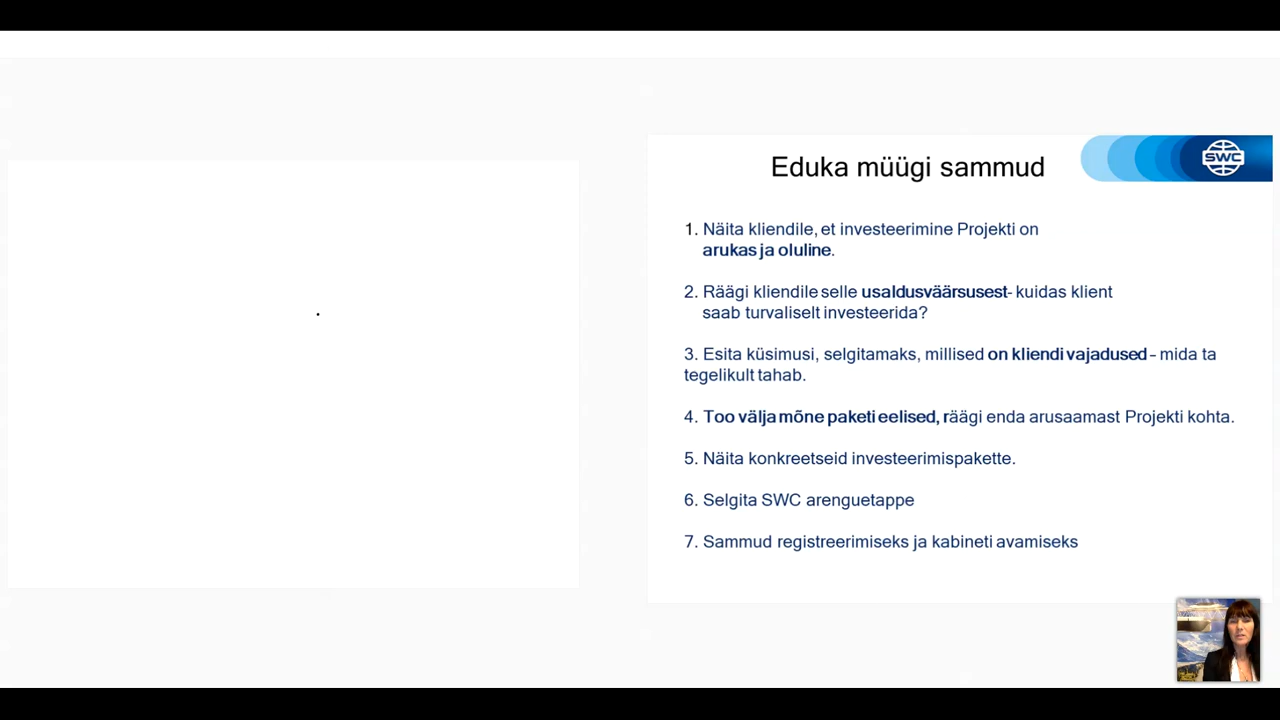 Eduka müügi sammud
SWC
1. Näita kliendile, et investeerimine Projekti on
arukas ja oluline.
2. Räägi kliendile selle usaldusväärsusest- kuidas klient
saab turvaliselt investeerida?
3. Esita küsimusi, selgitamaks, millised on kliendi vajadused – mida ta
tegelikult tahab.
4. Too välja mõne paketi eelised, räägi enda arusaamast Projekti kohta.
5. Näita konkreetseid investeerimispakette.
6. Selgita SWC arenguetappe
7. Sammud registreerimiseks ja kabineti avamiseks